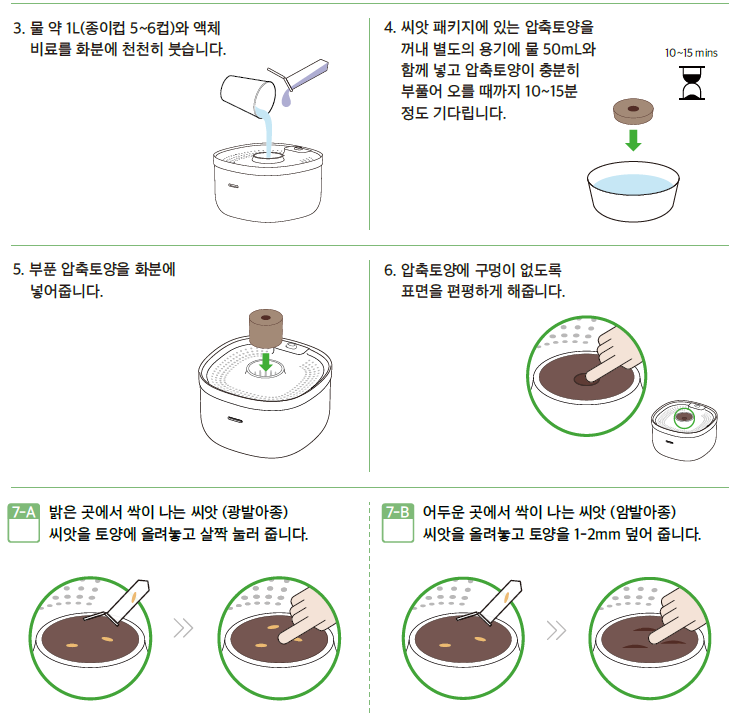 3. 물 약 1L(종이컵 5~6컵)와 액체
비료를 화분에 천천히 붓습니다.
4. 씨앗 패키지에 있는 압축토양을
꺼내 별도의 용기에 물 50mL와
함께 넣고 압축토양이 충분히
부풀어 오를 때까지 10~15분
정도 기다립니다.
10~15 mins
5. 부푼 압축토양을 화분에
넣어줍니다.
6. 압축토양에 구멍이 없도록
표면을 편평하게 해줍니다.
7-A 밝은 곳에서 싹이 나는 씨앗 (광발아종)
씨앗을 토양에 올려놓고 살짝 눌러 줍니다.
7-B 어두운 곳에서 싹이 나는 씨앗 (암발아종)
씨앗을 올려놓고 토양을 1-2mm 덮어 줍니다.